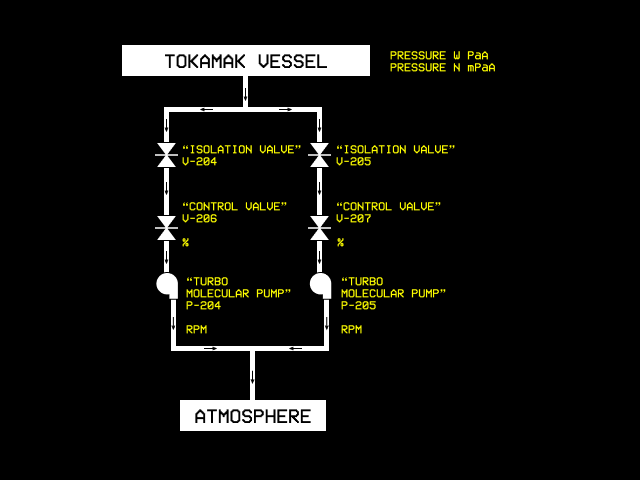 TOKAMAK VESSEL
PRESSURE W PaA
PRESSURE N mPaA
“ISOLATION VALVE”
V-204
“ISOLATION VALVE”
V-205
“CONTROL VALVE”
V-206
%
“CONTROL VALVE”
V-207
%
“TURBO
MOLECULAR PUMP”
P-204
RPM
“TURBO
MOLECULAR PUMP”
P-205
RPM
ATMOSPHERE